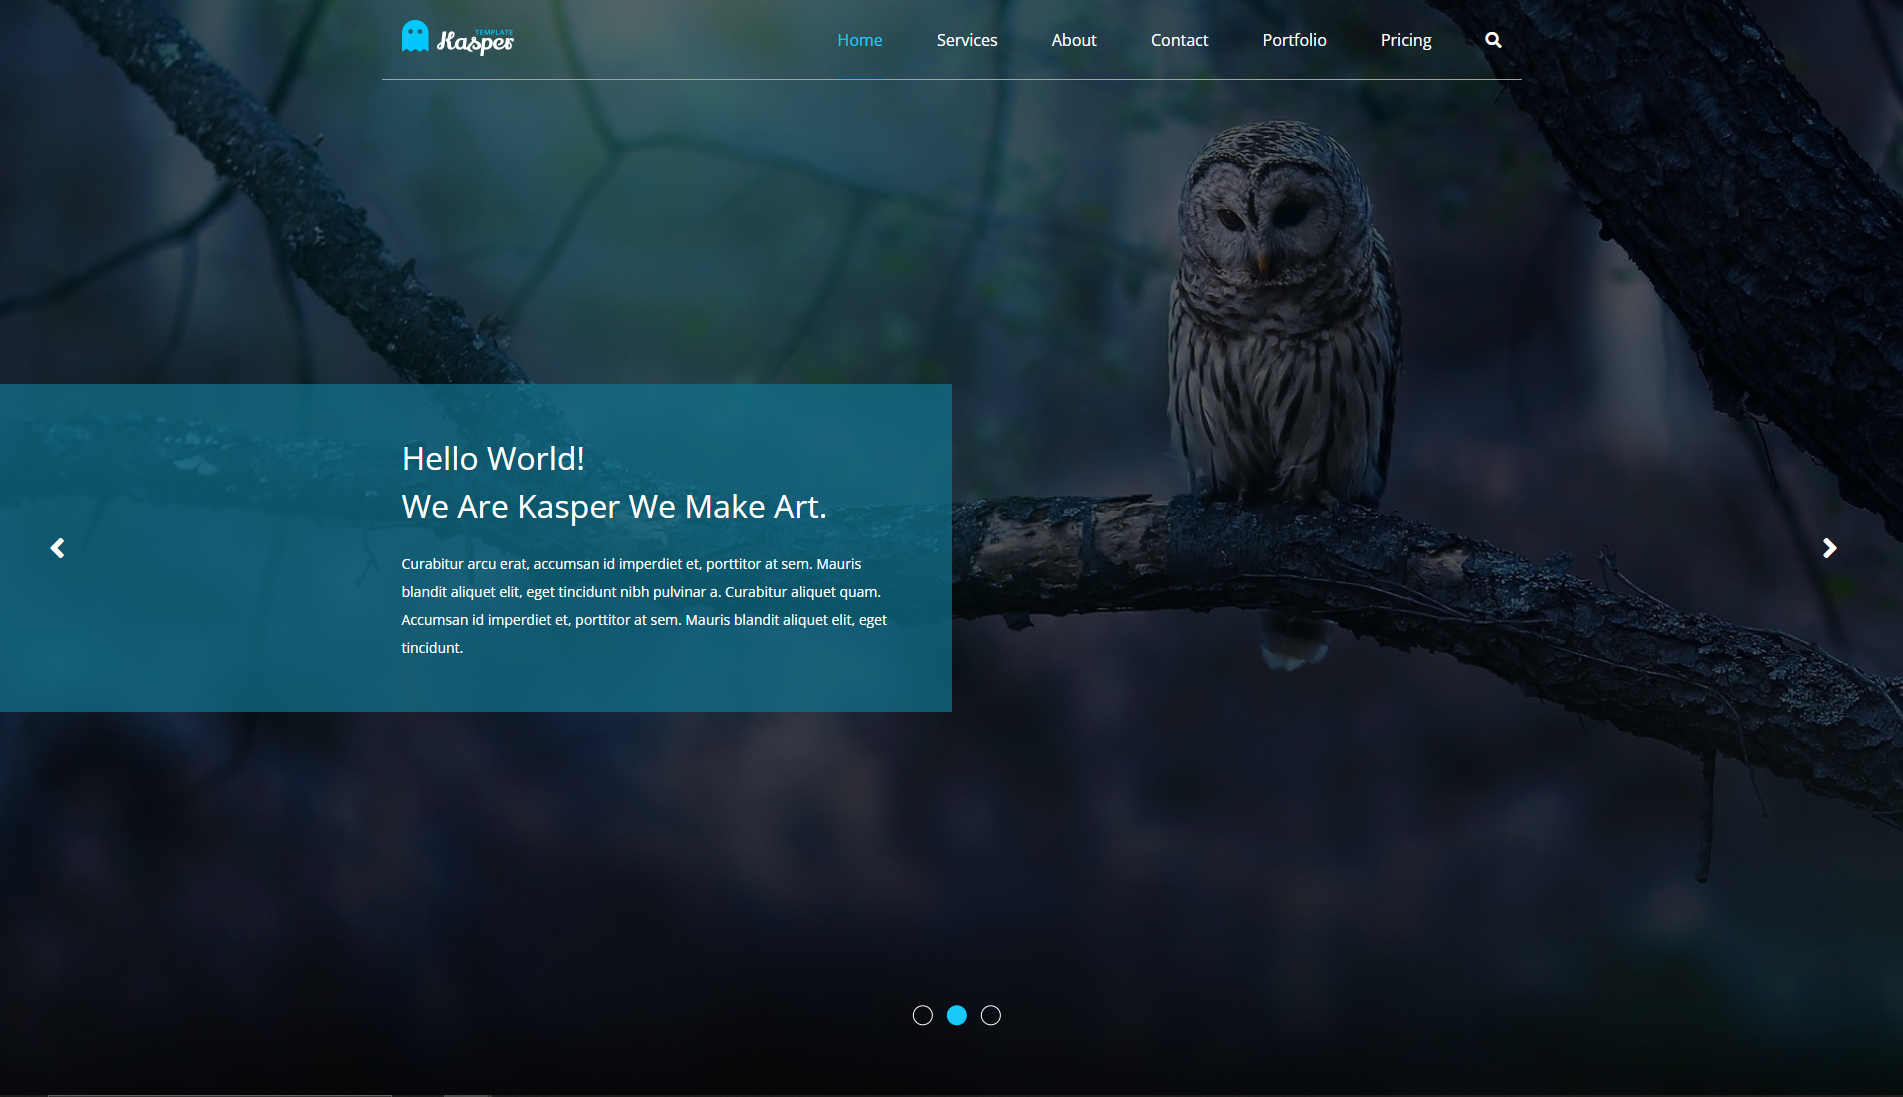 TEMPLATE
Kasper
Home Services About Contact Portfolio Pricing
Hello World!
We Are Kasper We Make Art.
Curabitur arcu erat, accumsan id imperdiet et, porttitor at sem. Mauris
blandit aliquet elit, eget tincidunt nibh pulvinar a. Curabitur aliquet quam.
Accumsan id imperdiet et, porttitor at sem. Mauris blandit aliquet elit, eget
tincidunt.